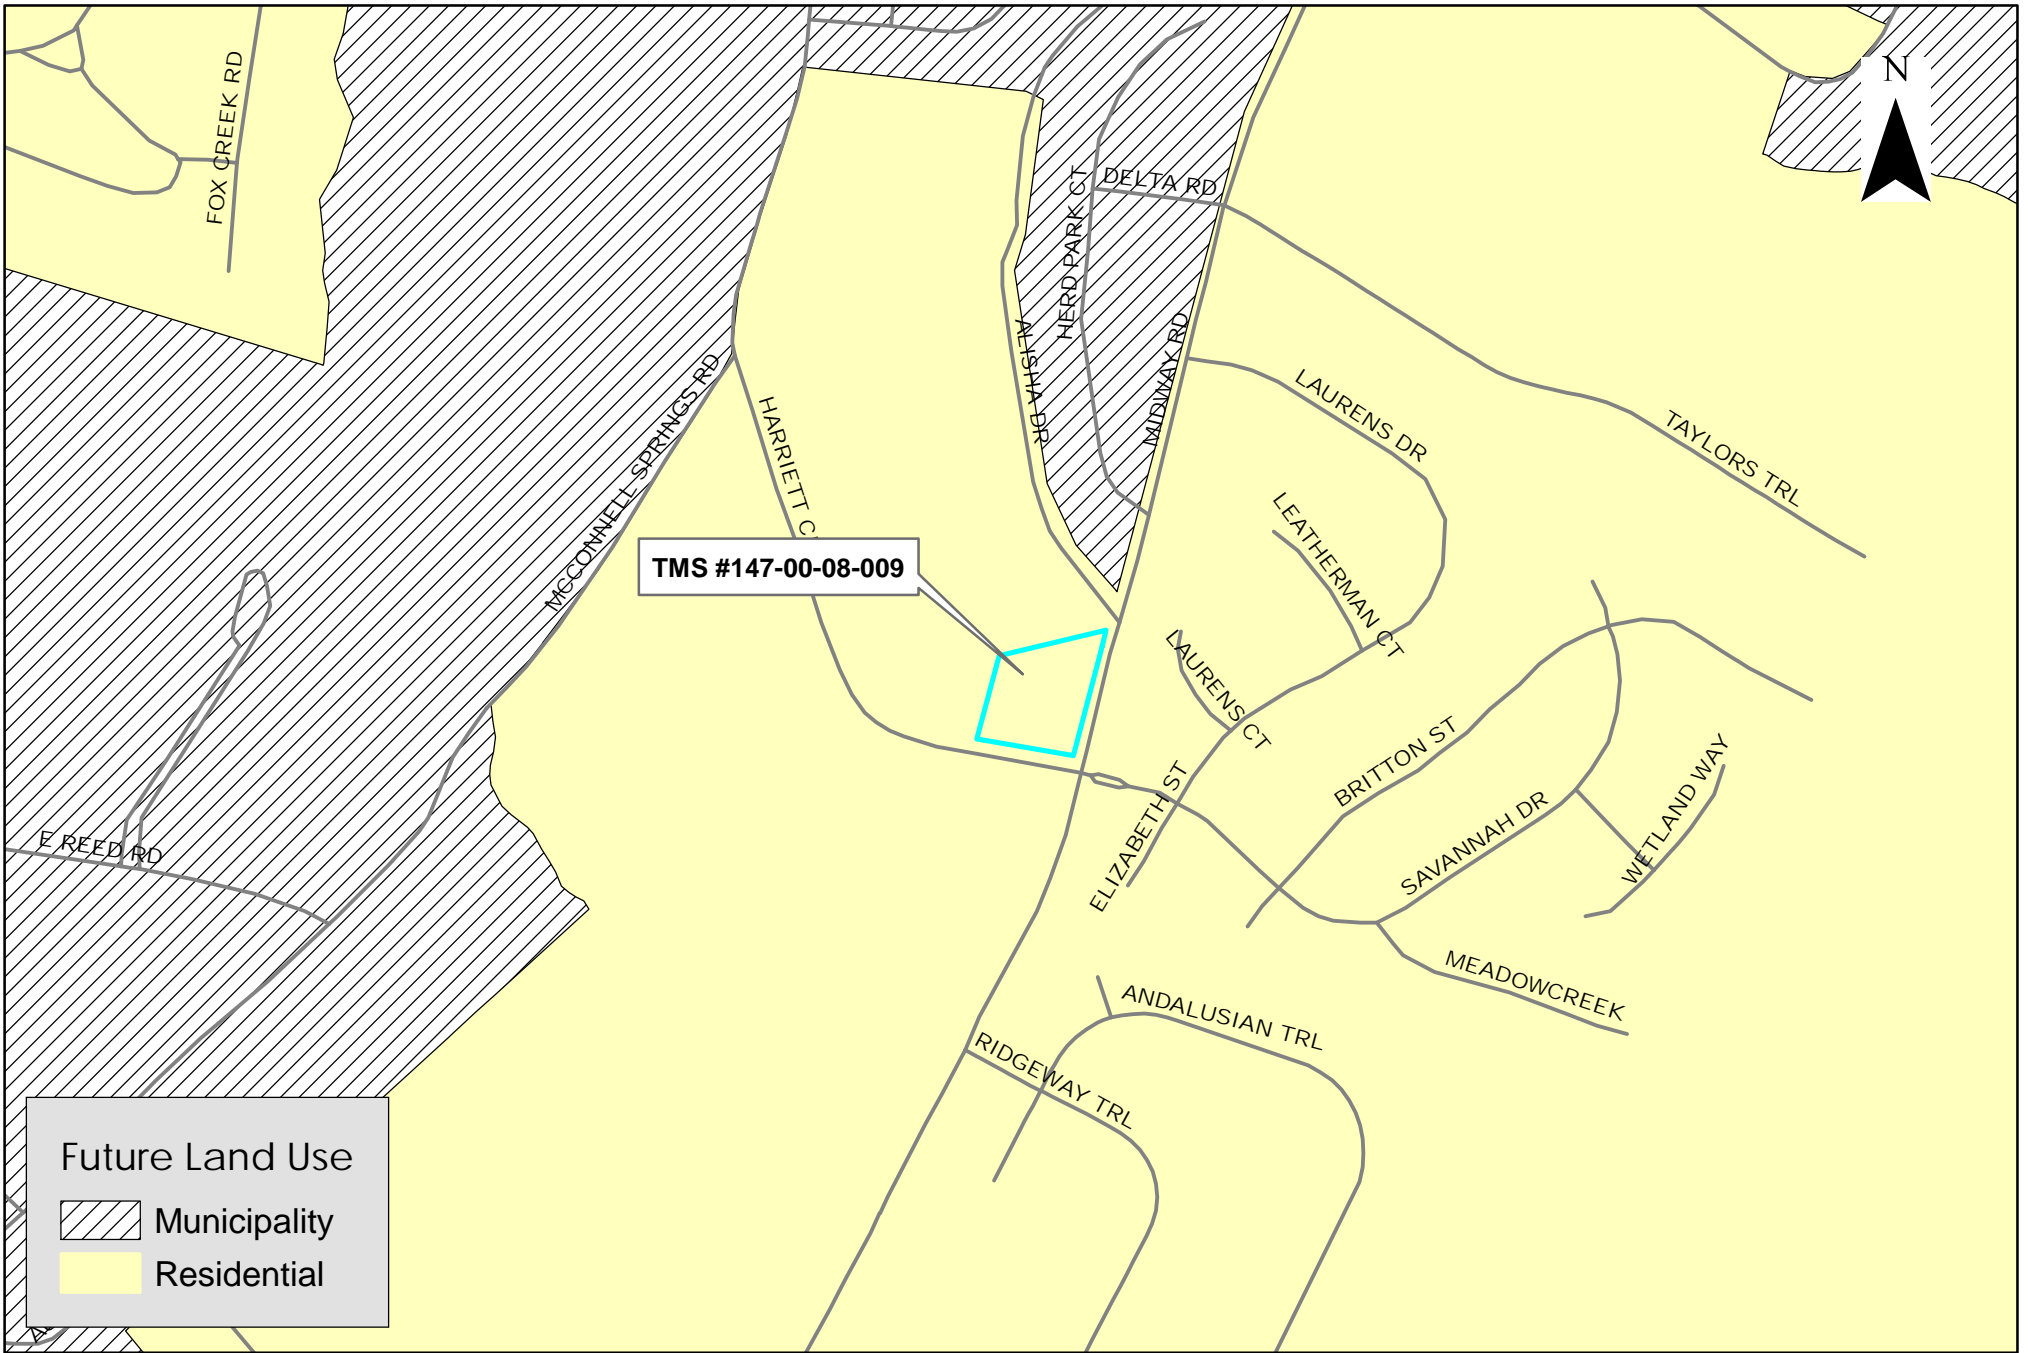 N
FOX CREEK RD
DELTA RD
HERD PARK CT
ALISHA DR
MIDWAY RD
MCCONNELL SPRINGS RD
HARRIETT
LAURENS DR
TAYLORS TRL
LEATHERMAN CT
TMS #147-00-08-009
LAURENS CT
BRITTON ST
WETLAND WAY
ELIZABETH ST
SAVANNAH DR
E REED RD
MEADOWCREEK
ANDALUSIAN TRL
RIDGEWAY TRL
Future Land Use
Municipality
Residential